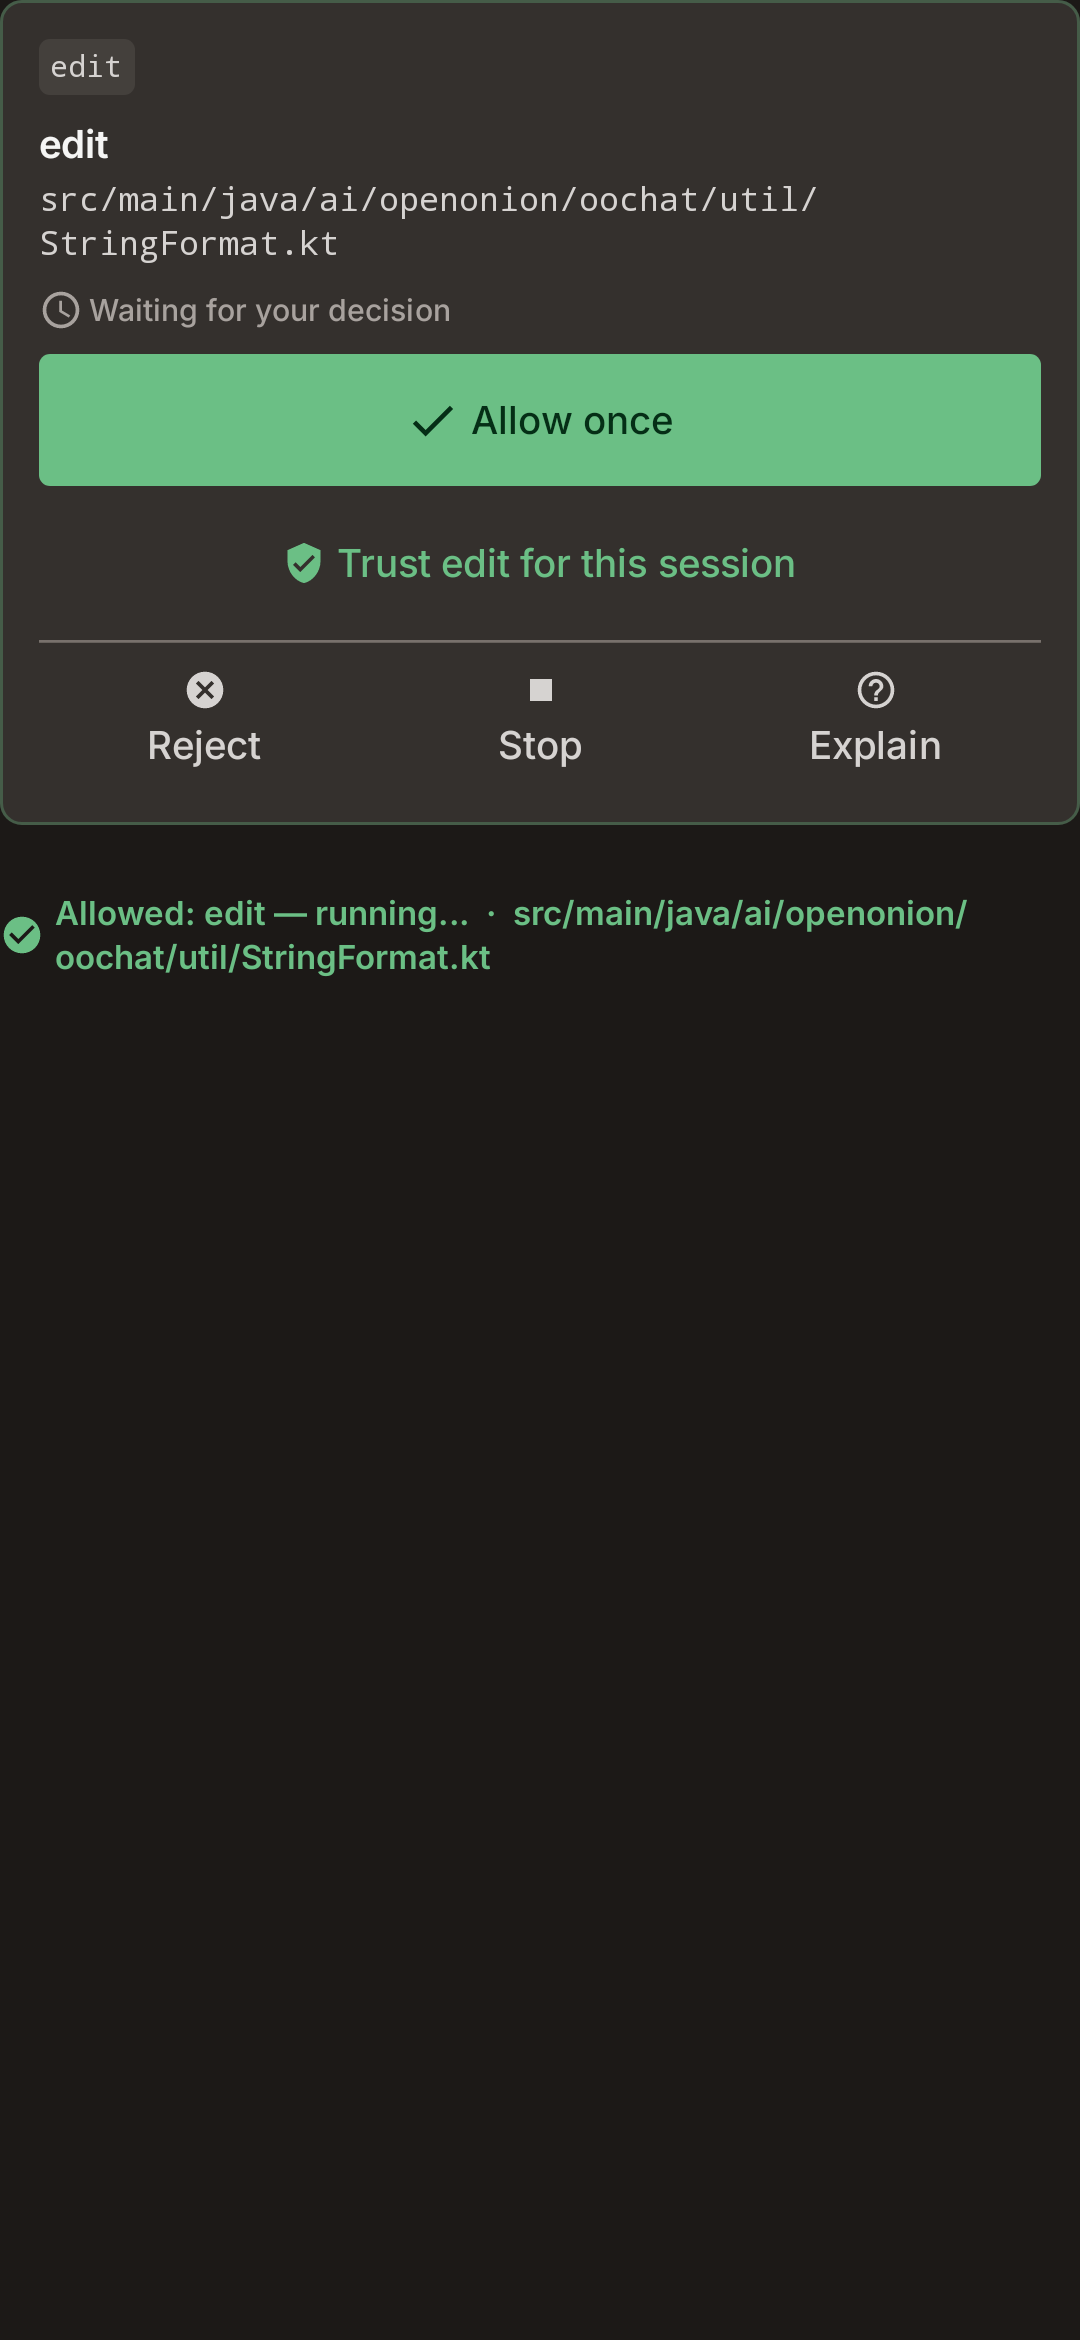 edit
edit
src/main/java/ai/openonion/oochat/util/
StringFormat.kt
Waiting for your decision
Allow once
Trust edit for this session
Reject
Stop
Explain
Allowed: edit — running... · src/main/java/ai/openonion/
oochat/util/StringFormat.kt